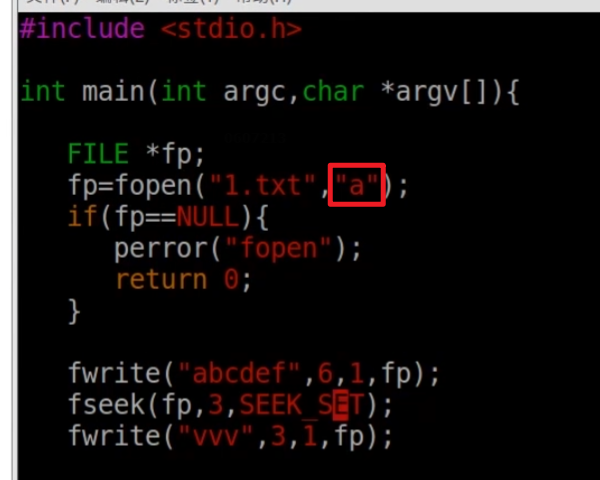 #include <stdio.h>
int main(int argc,char *argv[]){
FILE *fp;
fp=fopen("1.txt","a");
if(fp==NULL){
perror("fopen");
return 0;
}
fwrite("abcdef",6,1,fp);
fseek(fp,3,SEEK_SET);
fwrite("vvv",3,1,fp);